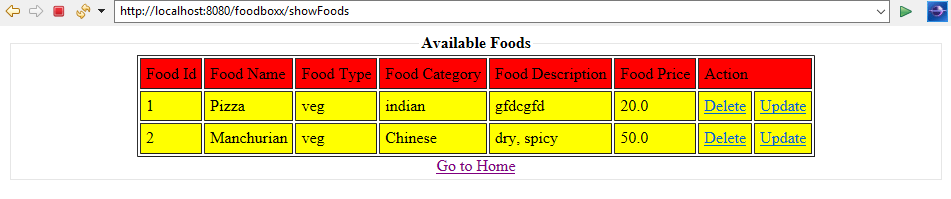 http://localhost:8080/foodboxx/showFoods
Available Foods
Food Id Food Name Food Type Food Category Food Description Food Price Action
1 Pizza veg indian gfdcgfd 20.0 Delete Update
2 Manchurian veg Chinese dry, spicy 50.0 Delete Update
Go to Home